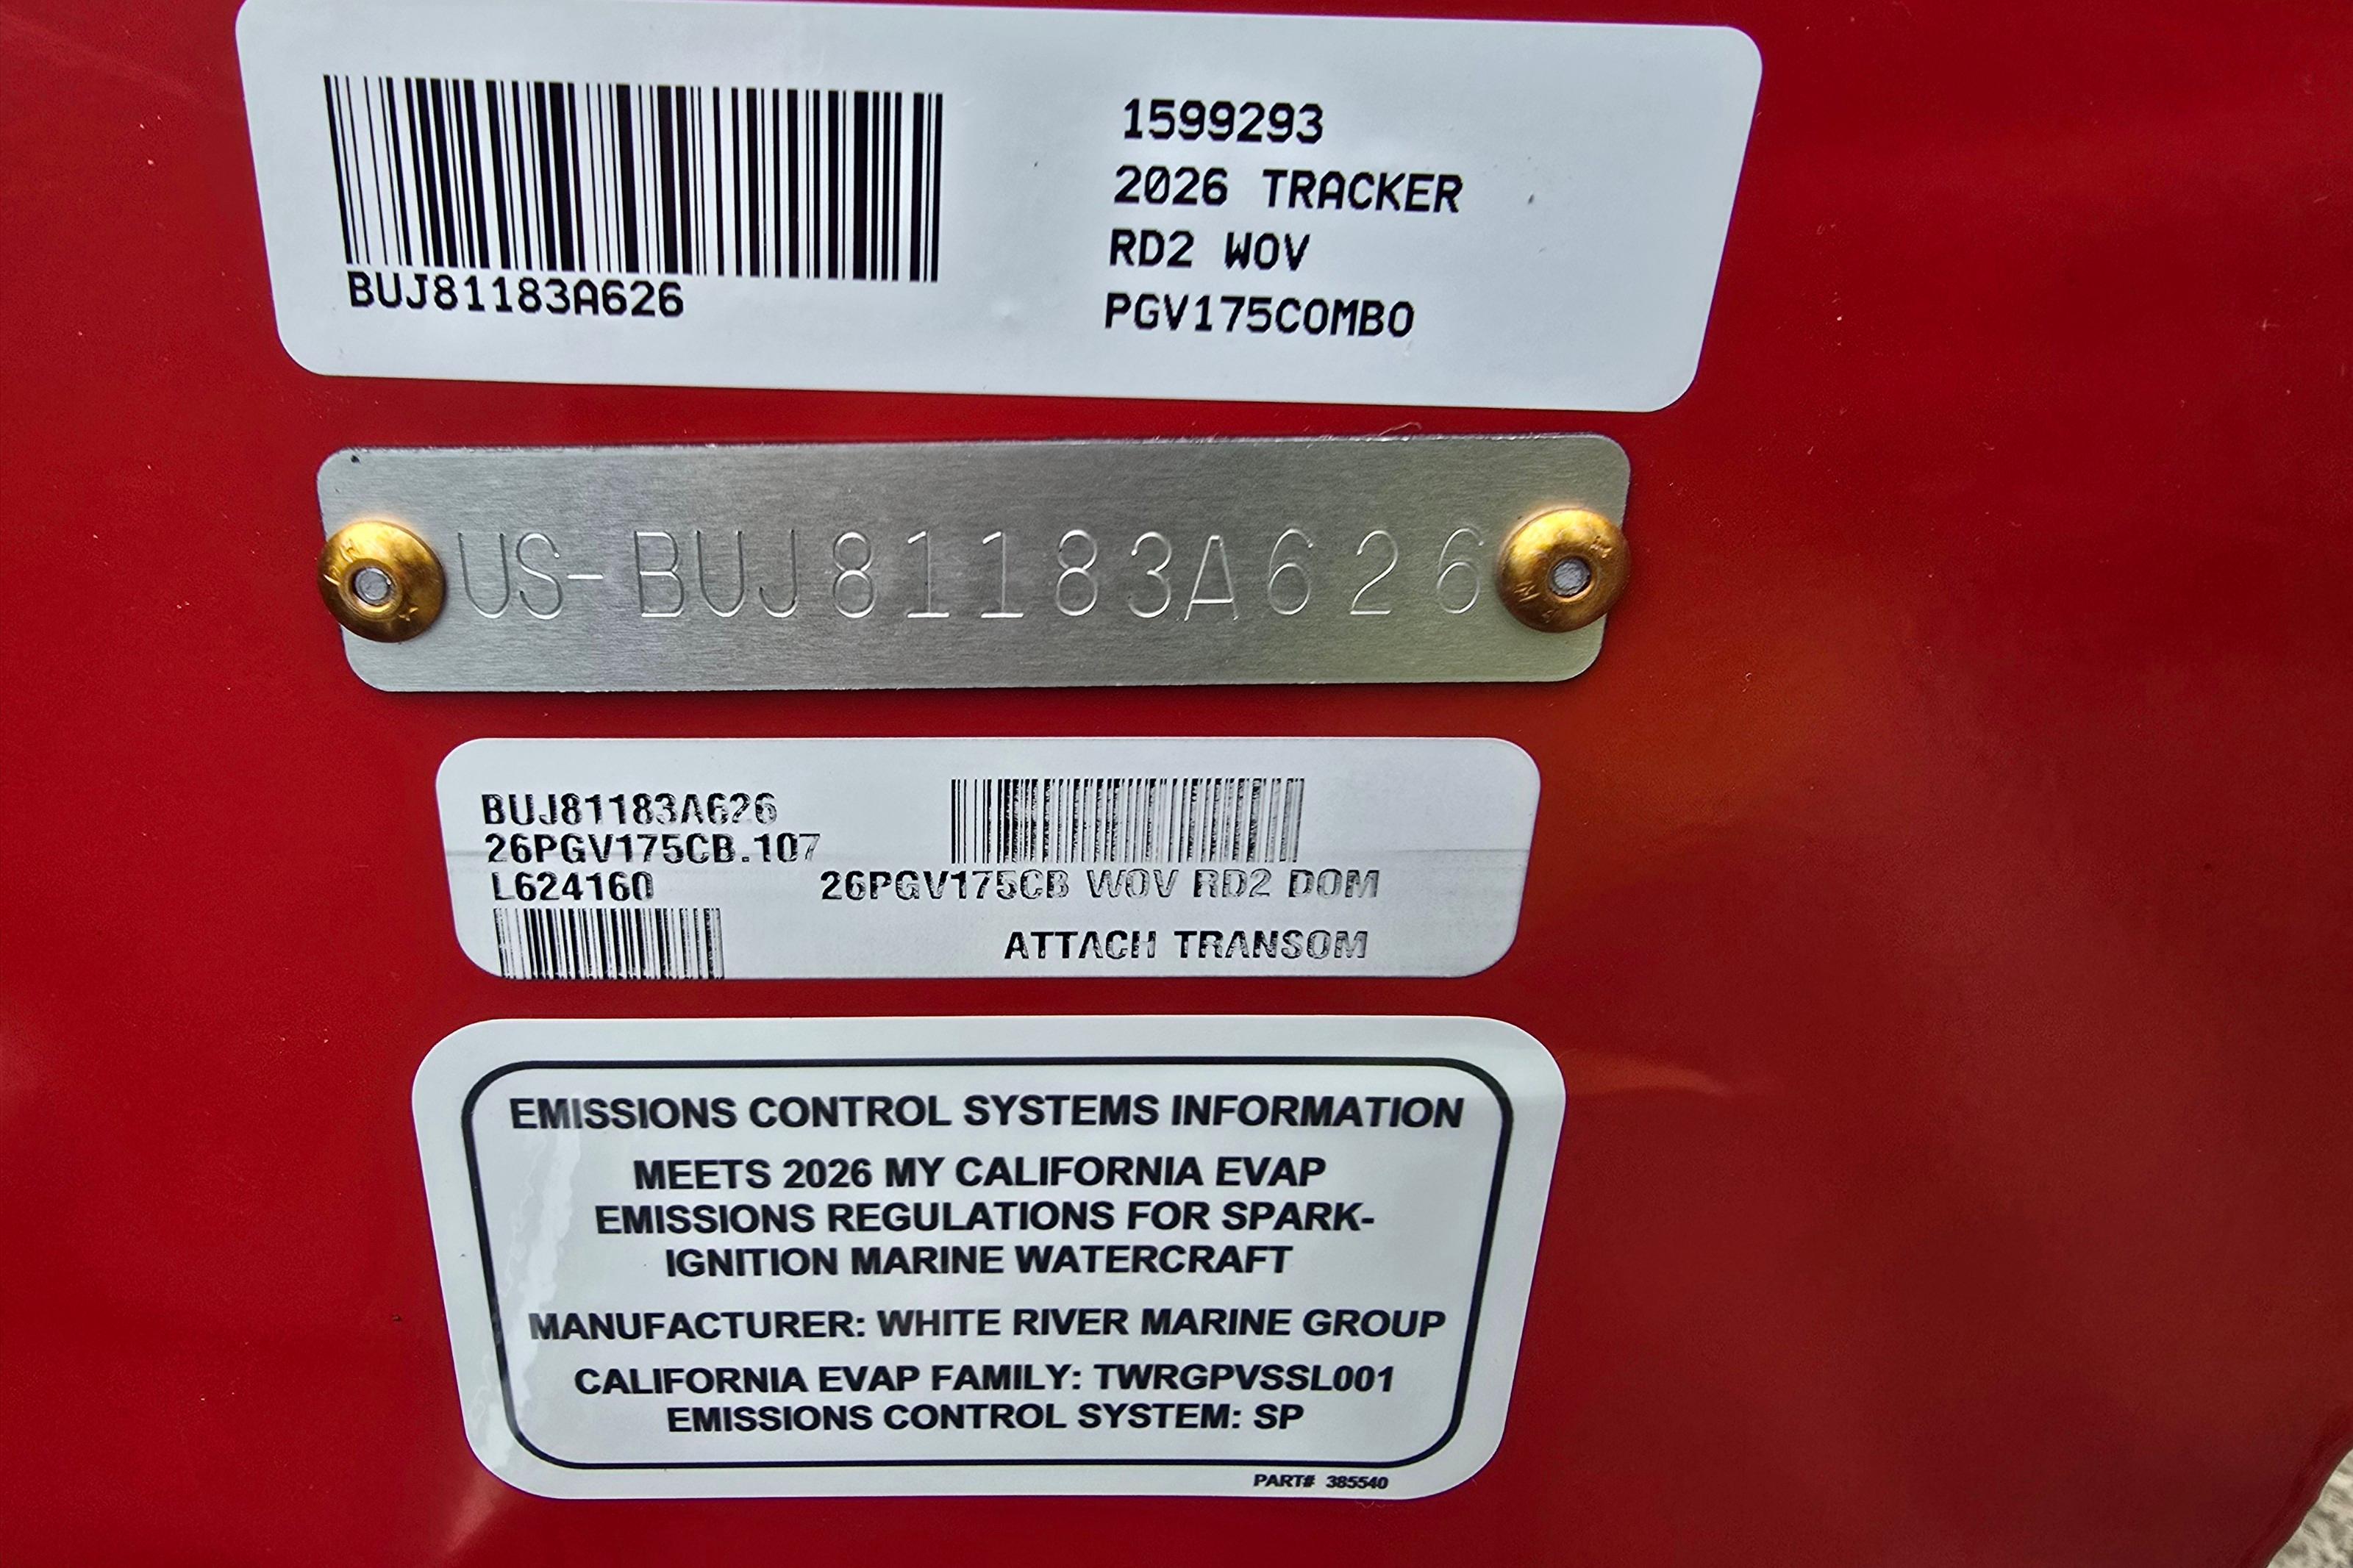 1599293
2026 TRACKER
RD2 WOV
PGV175COMBO
BUJ81183A626
US-BUJ81183A626
BUJ81183A626
26PGV175CB.107
L624160
26PGV175CB WOV RD2 DOM
ATTACH TRANSOM
EMISSIONS CONTROL SYSTEMS INFORMATION
MEETS 2026 MY CALIFORNIA EVAP
EMISSIONS REGULATIONS FOR SPARK-
IGNITION MARINE WATERCRAFT
MANUFACTURER: WHITE RIVER MARINE GROUP
CALIFORNIA EVAP FAMILY: TWRGPVSSL001
EMISSIONS CONTROL SYSTEM: SP
PART# 385540